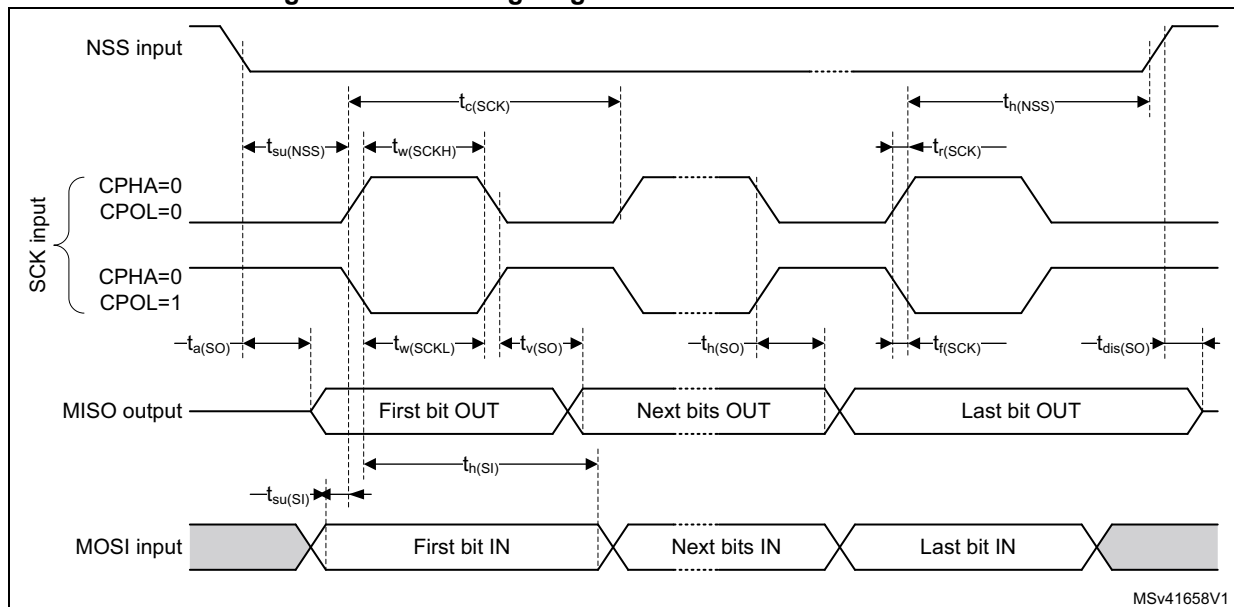 NSS input
tc(SCK)
th(NSS)
tsu(NSS)
tw(SCKH)
tr(SCK)
SCK input
CPHA=0
CPOL=0
CPHA=0
CPOL=1
ta(SO)
tw(SCKL)
tv(SO)
th(SO)
tf(SCK)
tdis(SO)
MISO output
First bit OUT
Next bits OUT
Last bit OUT
th(SI)
tsu(SI)
MOSI input
First bit IN
Next bits IN
Last bit IN
MSv41658V1